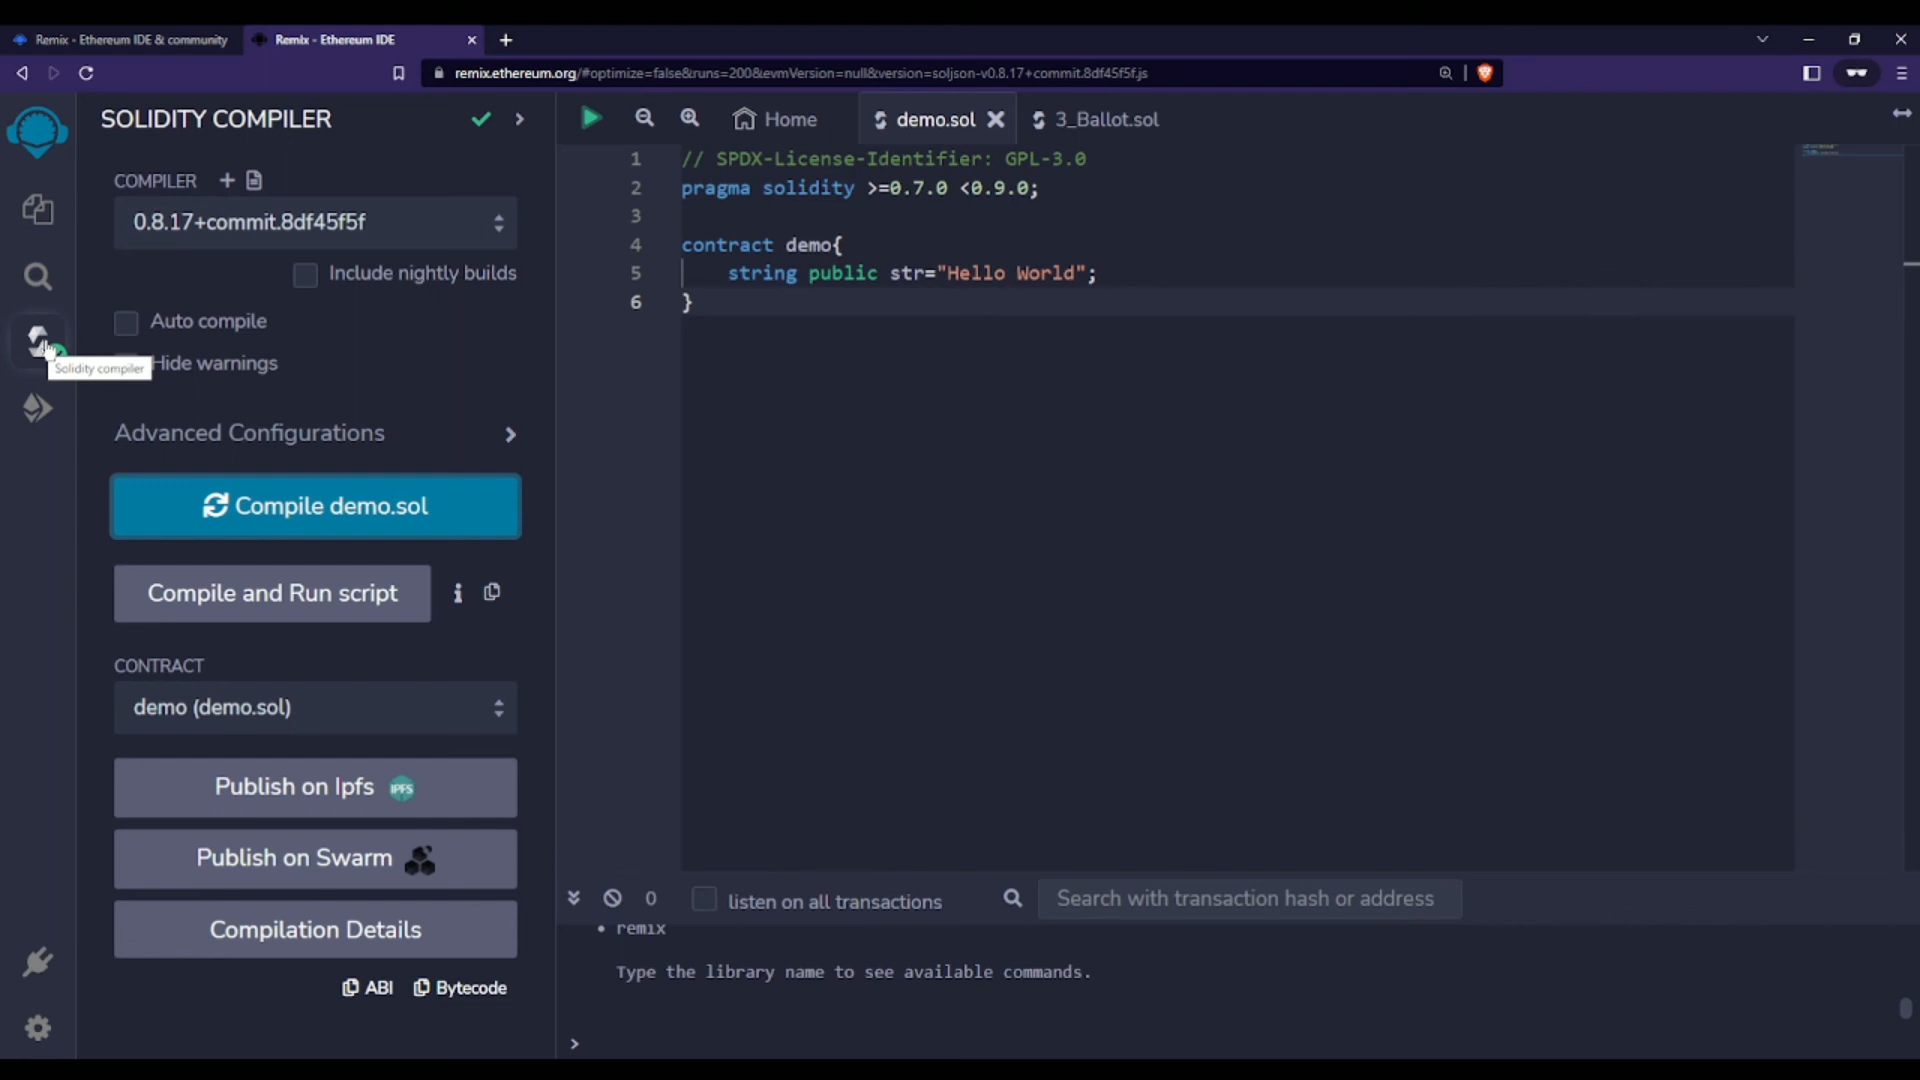 Remix - Ethereum IDE & community
Remix - Ethereum IDE
remix.ethereum.org/#optimize=false&runs=200&evmVersion=null&version=soljson-v0.8.17+commit.8df45f5f.js
SOLIDITY COMPILER
COMPILER
0.8.17+commit.8df45f5f
Include nightly builds
Auto compile
Hide warnings
Solidity compiler
Advanced Configurations
Compile demo.sol
Compile and Run script
CONTRACT
demo (demo.sol)
Publish on Ipfs
IPFS
Publish on Swarm
Compilation Details
ABI
Bytecode
Home
demo.sol
3_Ballot.sol
1 // SPDX-License-Identifier: GPL-3.0
2 pragma solidity >=0.7.0 <0.9.0;
3
4 contract demo{
5 string public str="Hello World";
6 }
0
listen on all transactions
Search with transaction hash or address
• remix
Type the library name to see available commands.
>